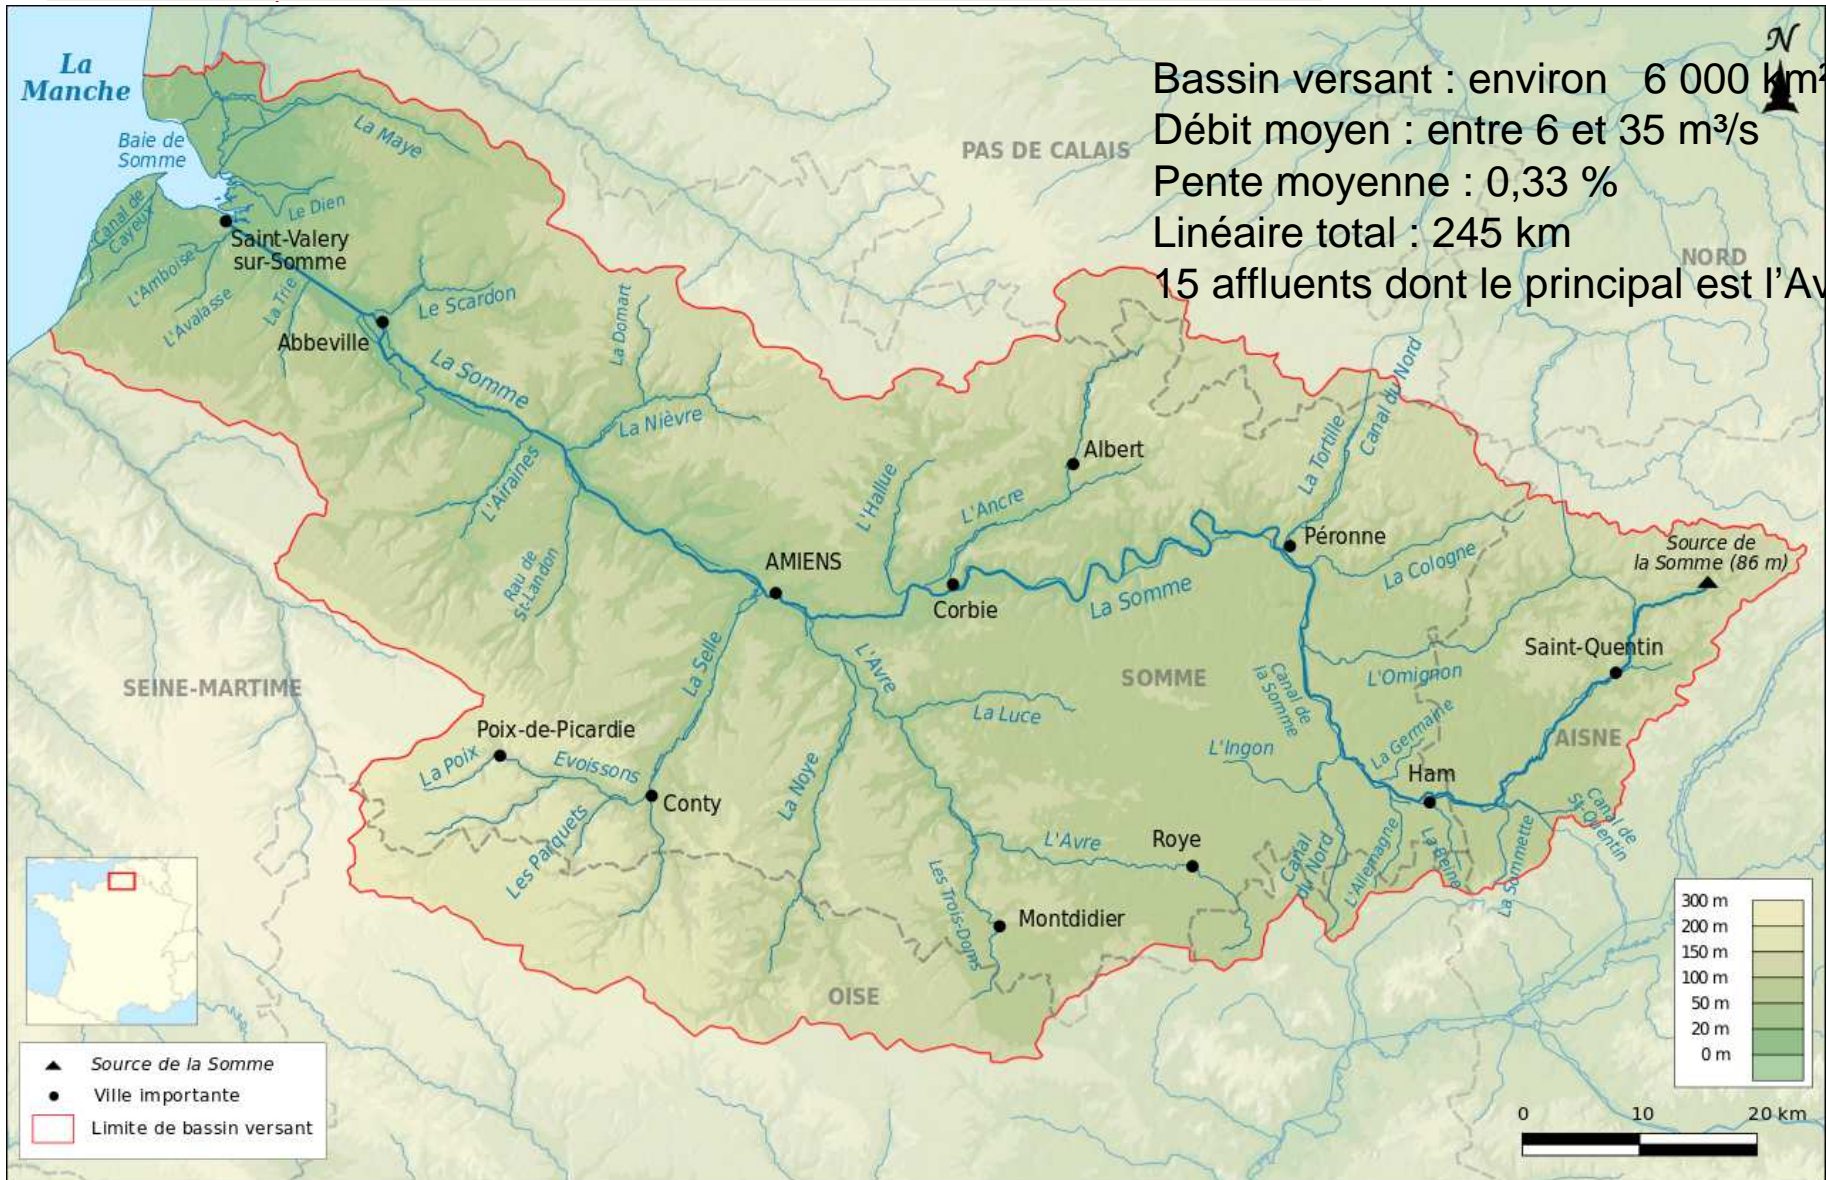 La
Manche
Baie de
Somme
Canal de
Cayeux
Saint-Valery
sur-Somme
Le Dien
La Maye
L'Amboise
L'Avalasse
La Trie
Abbeville
Le Scardon
La Somme
La Domart
La Nièvre
L'Airaines
Rau de
St-Landon
AMIENS
L'Hallue
L'Ancre
Albert
Corbie
La Somme
PAS DE CALAIS
Bassin versant : environ 6 000 km²
Débit moyen : entre 6 et 35 m³/s
Pente moyenne : 0,33 %
Linéaire total : 245 km
15 affluents dont le principal est l'Av
N
NORD
La Tortille
Canal du Nord
Péronne
La Cologne
Source de
la Somme (86 m)
Saint-Quentin
L'Omignon
SOMME
Canal de
la Somme
La Germaine
AISNE
L'Ingon
Ham
Canal de
St-Quentin
La Sommette
La Beine
L'Allemagne
Canal
du Nord
Roye
L'Avre
L'Avre
La Luce
La Selle
La Noye
Les Trois-Doms
Montdidier
SEINE-MARTIME
Poix-de-Picardie
La Poix
Evoissons
Conty
Les Parquets
OISE
Source de la Somme
Ville importante
Limite de bassin versant
300 m
200 m
150 m
100 m
50 m
20 m
0 m
0 10 20 km